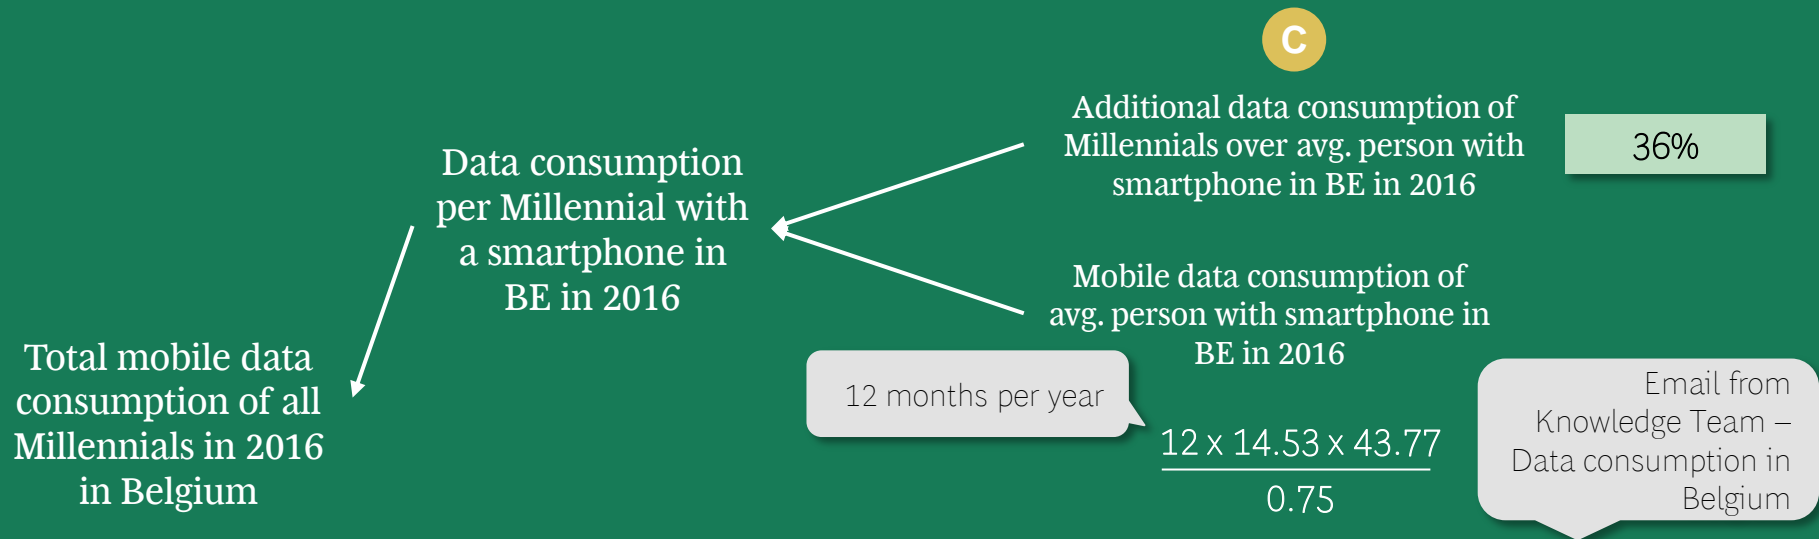 C
Additional data consumption of
Millennials over avg. person with
smartphone in BE in 2016
36%
Data consumption
per Millennial with
a smartphone in
BE in 2016
Mobile data consumption of
avg. person with smartphone in
BE in 2016
Total mobile data
consumption of all
Millennials in 2016
in Belgium
12 months per year
12 x 14.53 x 43.77
0.75
Email from
Knowledge Team –
Data consumption in
Belgium